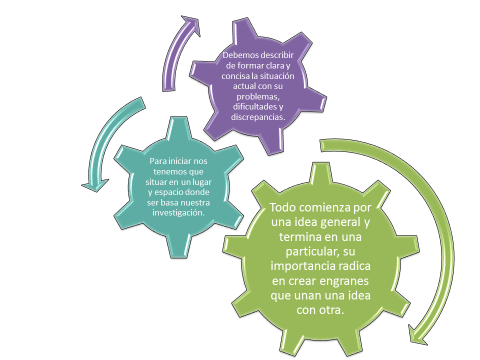 Debemos describir
de formar clara y
concisa la situación
actual con su
problemas,
dificultades y
discrepancias.
Para iniciar nos
tenemos que
situar en un lugar
y espacio donde
ser basa nuestra
investigación.
Todo comienza por
una idea general y
termina en una
particular, su
importancia radica
en crear engranes
que unan una idea
con otra.